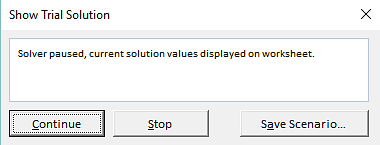 Show Trial Solution
Solver paused, current solution values displayed on worksheet.
Continue Stop Save Scenario...